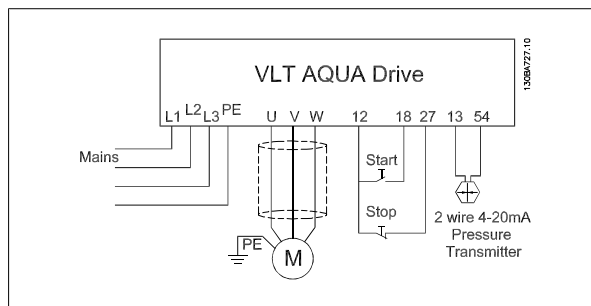 VLT AQUA Drive
130BA727.10
L1 L2 L3 PE U V W 12 18 27 13 54
Mains
Start
Stop
2 wire 4-20mA
Pressure
Transmitter
PE
M